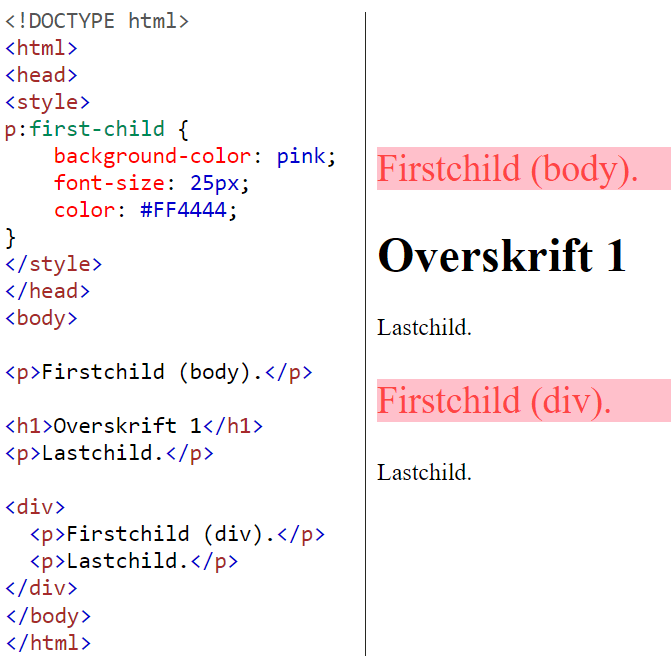 <!DOCTYPE html>
<html>
<head>
<style>
p:first-child {
    background-color: pink;
    font-size: 25px;
    color: #FF4444;
}
</style>
</head>
<body>

<p>Firstchild (body).</p>

<h1>Overskrift 1</h1>
<p>Lastchild.</p>

<div>
  <p>Firstchild (div).</p>
  <p>Lastchild.</p>
</div>
</body>
</html>

Firstchild (body).
Overskrift 1
Lastchild.
Firstchild (div).
Lastchild.